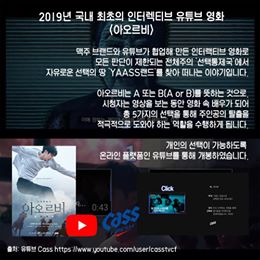 2019년 국내 최초의 인터렉티브 유튜브 영화
〈아오르비〉
맥주 브랜드와 유튜브가 협업해 만든 인터랙티브 영화로
모든 판단이 제한되는 전체주의 '선택통제국'에서
자유로운 선택의 땅 'YAASS랜드'를 찾아 떠나는 이야기입니다.
아오르비는 A 또는 B(A or B)를 뜻하는 것으로,
시청자는 영상을 보는 동안 영화 속 배우가 되어
총 5가지의 선택을 통해 주인공의 탈출을
적극적으로 도와야 하는 역할을 수행하게 됩니다.
개인의 선택이 가능하도록
온라인 플랫폼인 유튜브를 통해 개봉하였습니다.
아오르비
0:43
Cass
Click
출처: 유튜브 Cass https://www.youtube.com/user/casstvcf